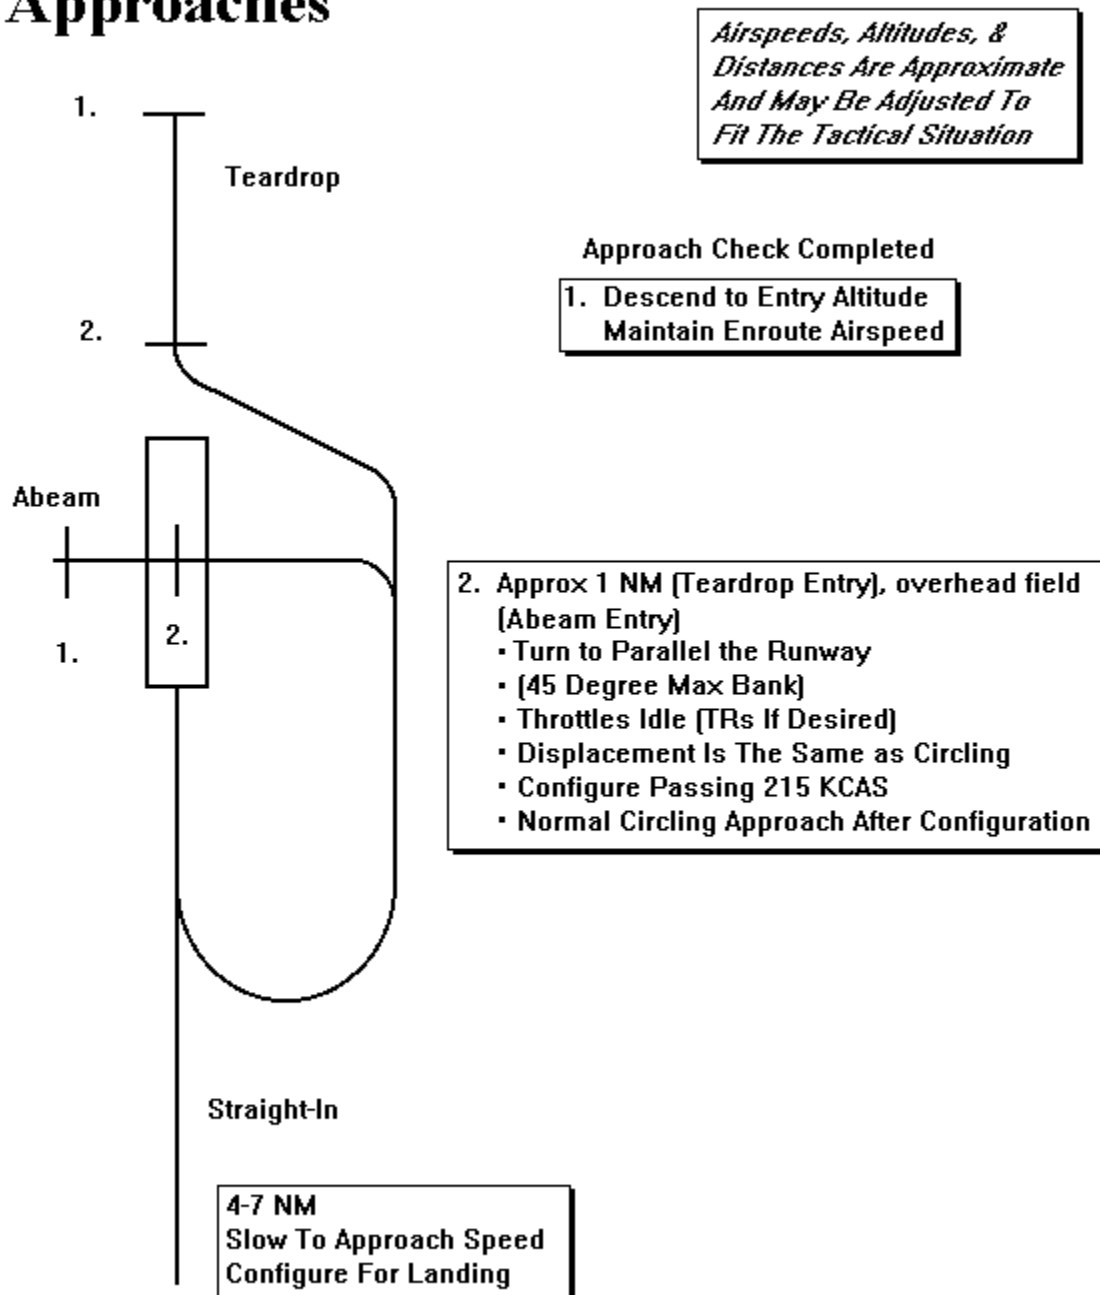 Approaches
Airspeeds, Altitudes, &
Distances Are Approximate
And May Be Adjusted To
Fit The Tactical Situation
1.
Teardrop
Approach Check Completed
1. Descend to Entry Altitude
Maintain Enroute Airspeed
2.
Abeam
1.
2.
2. Approx 1 NM (Teardrop Entry), overhead field
(Abeam Entry)
· Turn to Parallel the Runway
· (45 Degree Max Bank)
· Throttles Idle (TRs If Desired)
· Displacement Is The Same as Circling
· Configure Passing 215 KCAS
· Normal Circling Approach After Configuration
Straight-In
4-7 NM
Slow To Approach Speed
Configure For Landing